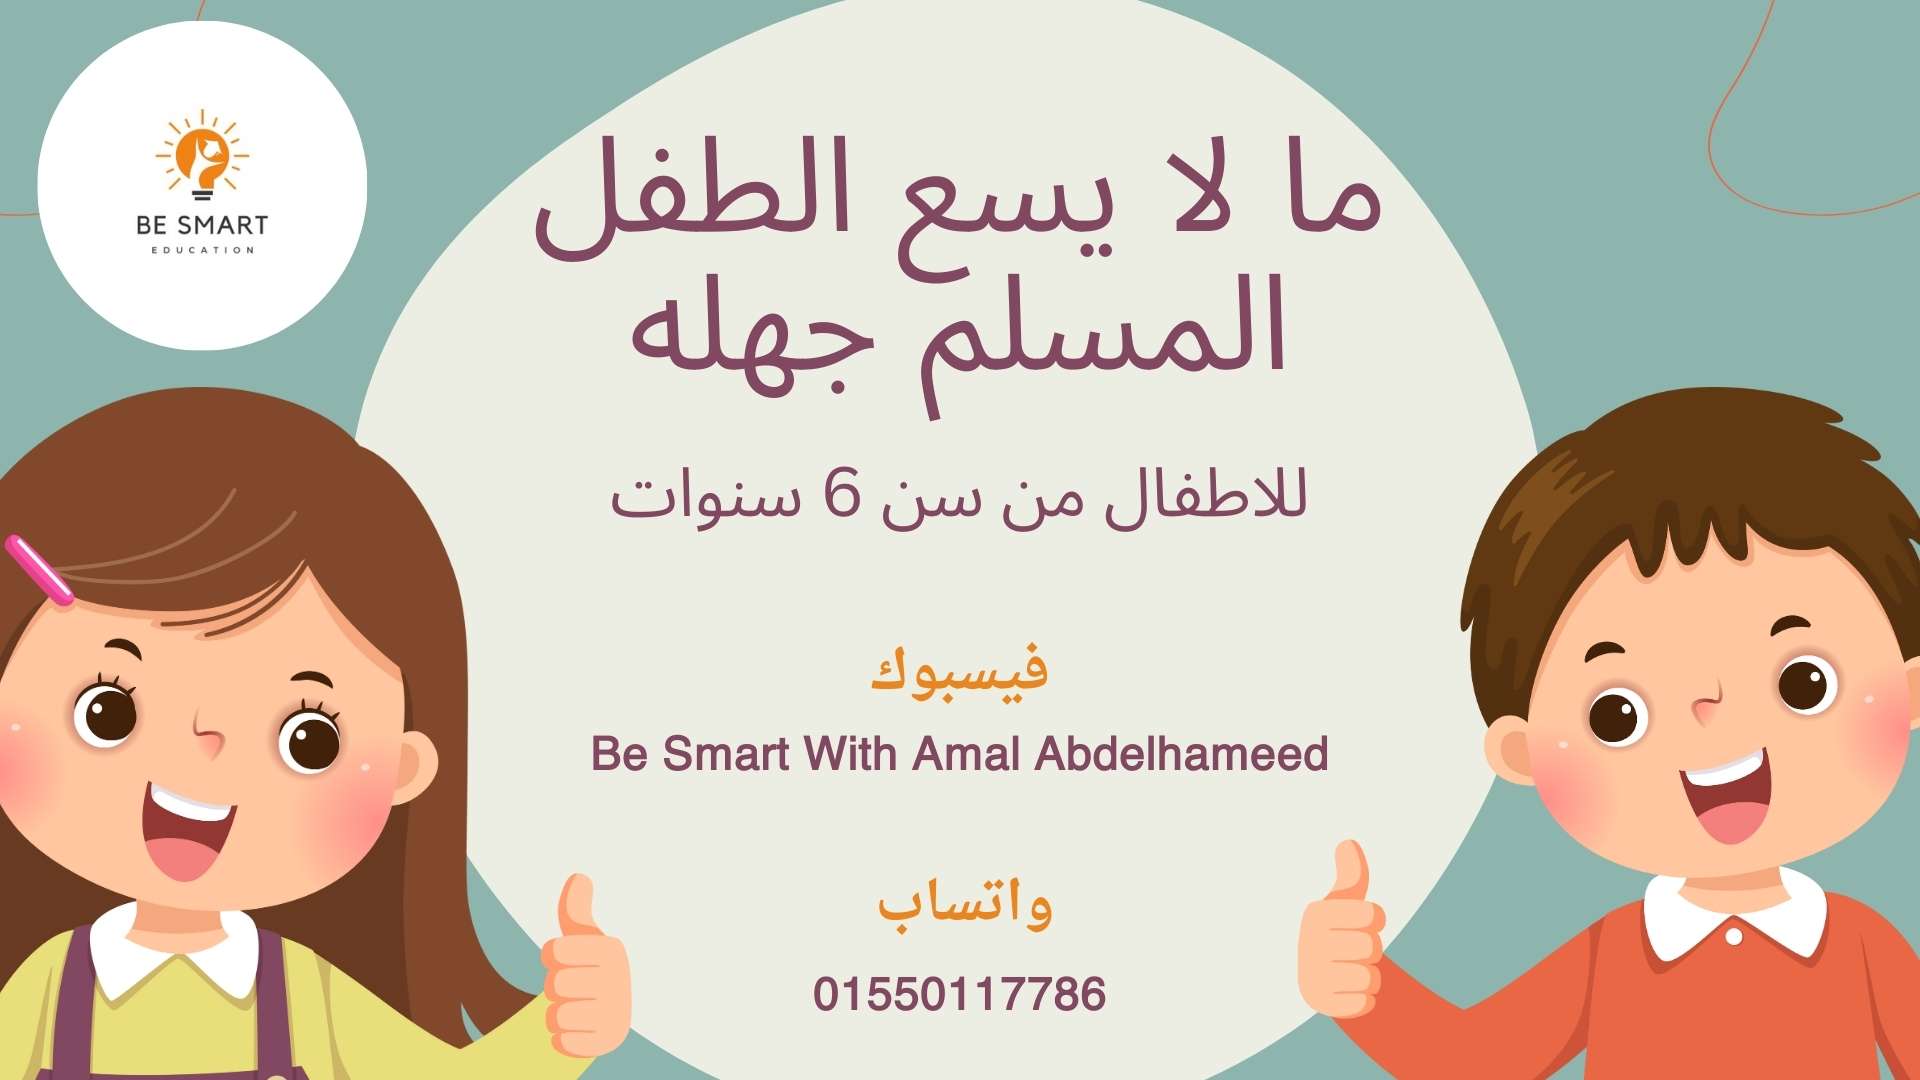 BE SMART
EDUCATION
ما لا يسع الطفل
المسلم جهله
للاطفال من سن 6 سنوات
فيسبوك
Be Smart With Amal Abdelhameed
واتساب
01550117786